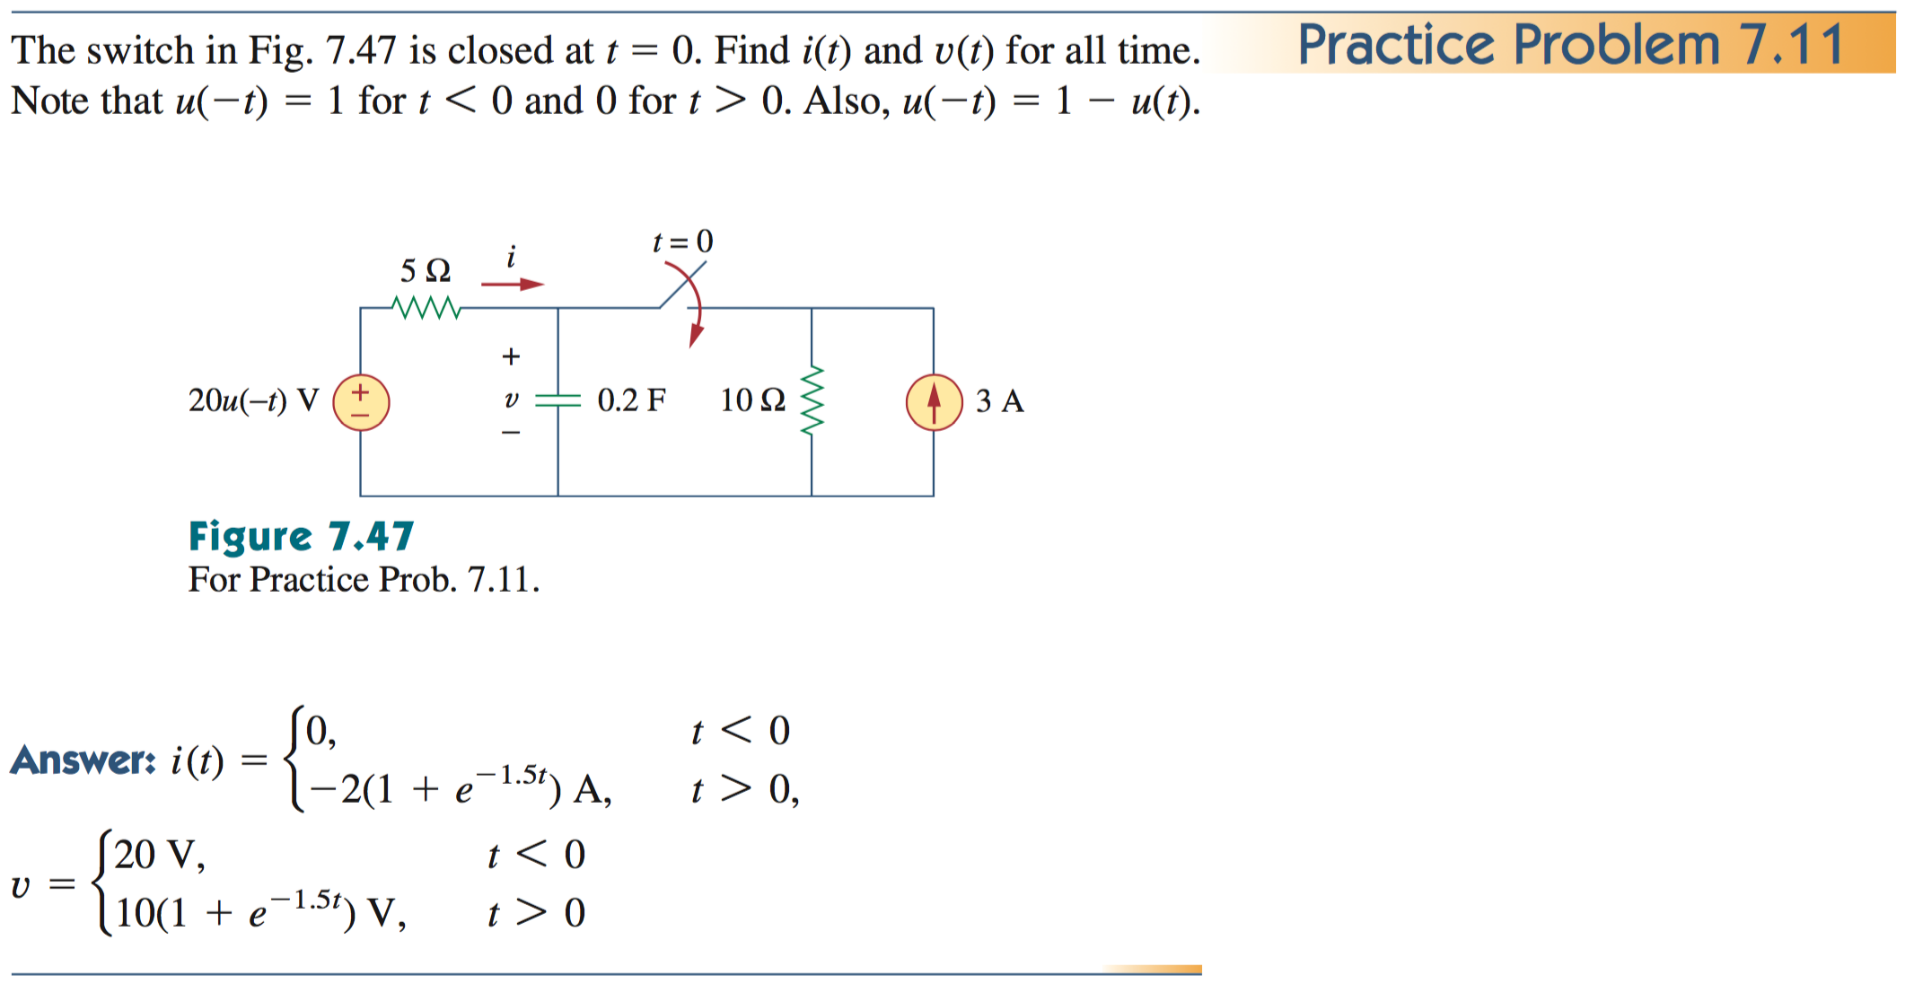 The switch in Fig. 7.47 is closed at t = 0. Find i(t) and v(t) for all time.
Note that u(−t) = 1 for t < 0 and 0 for t > 0. Also, u(−t) = 1 − u(t).
Practice Problem 7.11
t = 0
5 Ω
i
+
20u(−t) V
+
−
v
0.2 F
10 Ω
3 A
−
Figure 7.47
For Practice Prob. 7.11.
Answer: i(t) = {0, t < 0
−2(1 + e^−1.5t) A, t > 0,
v = {20 V, t < 0
10(1 + e^−1.5t) V, t > 0